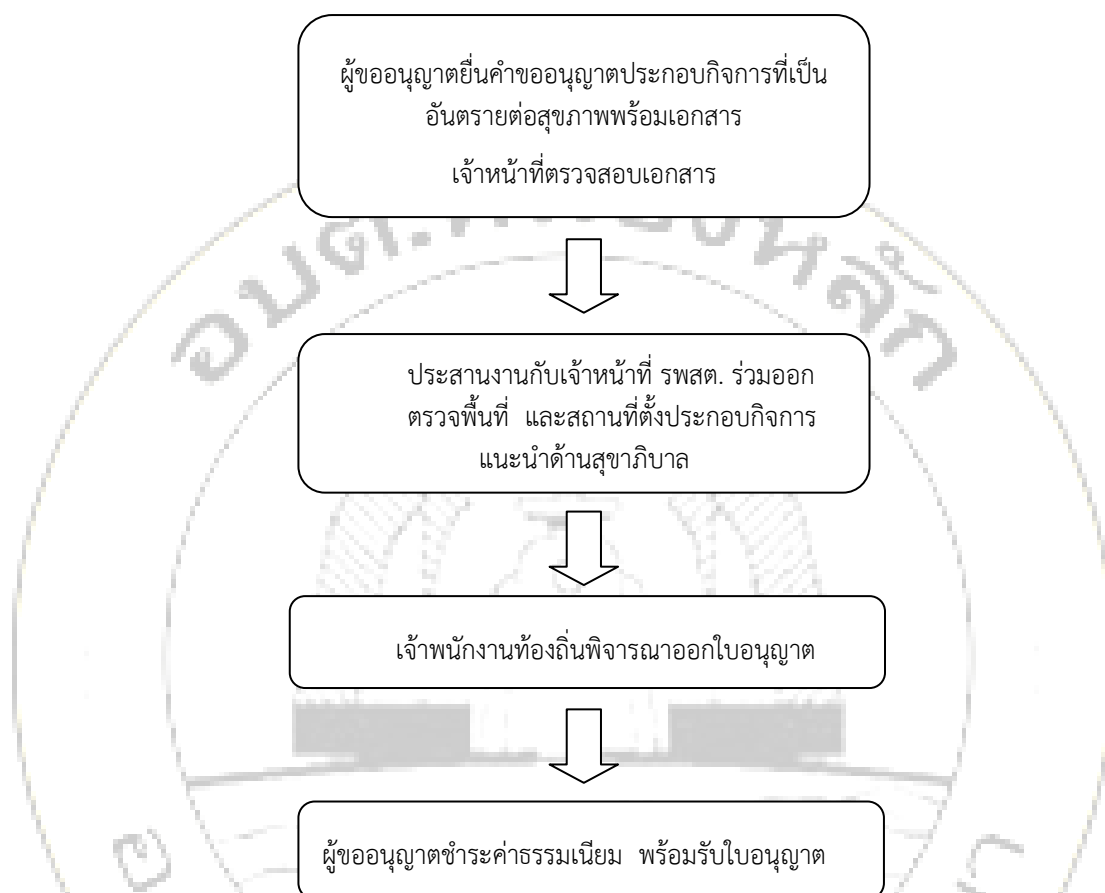 ผู้ขออนุญาตยื่นคำขออนุญาตประกอบกิจการที่เป็น
อันตรายต่อสุขภาพพร้อมเอกสาร
เจ้าหน้าที่ตรวจสอบเอกสาร
ประสานงานกับเจ้าหน้าที่ รพสต. ร่วมออก
ตรวจพื้นที่ และสถานที่ตั้งประกอบกิจการ
แนะนำด้านสุขาภิบาล
เจ้าพนักงานท้องถิ่นพิจารณาออกใบอนุญาต
ผู้ขออนุญาตชำระค่าธรรมเนียม พร้อมรับใบอนุญาต